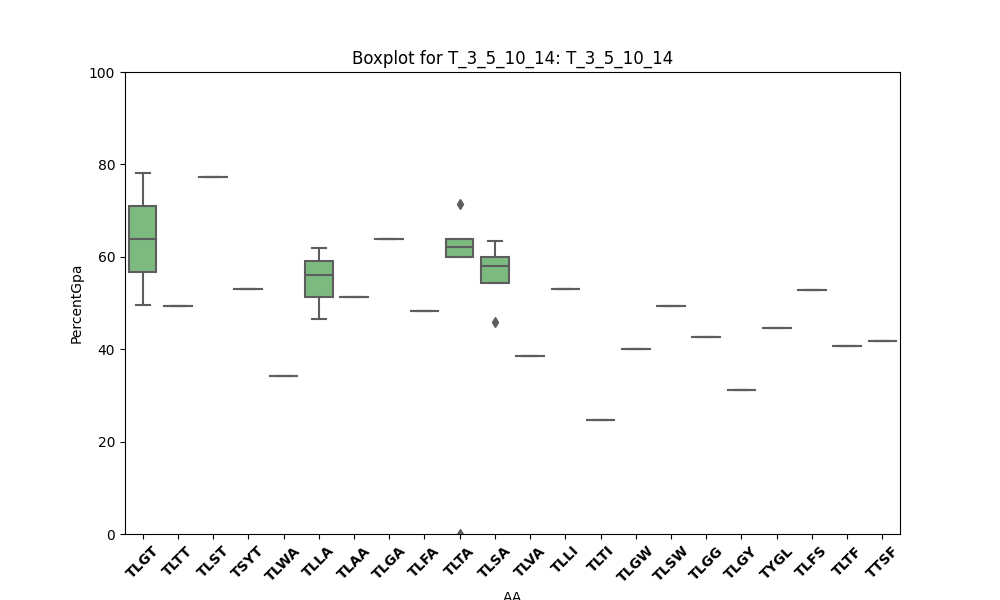 Boxplot for T_3_5_10_14: T_3_5_10_14
100
80
60
40
20
0
PercentGpa
TLGT TLTT TLST TSYT TLWA TLLA TLAA TLGA TLFA TLTA TLSA TLVA TLLI TLTI TLGW TLSW TLGG TLGY TYGL TLFS TLTF TTSF
AA